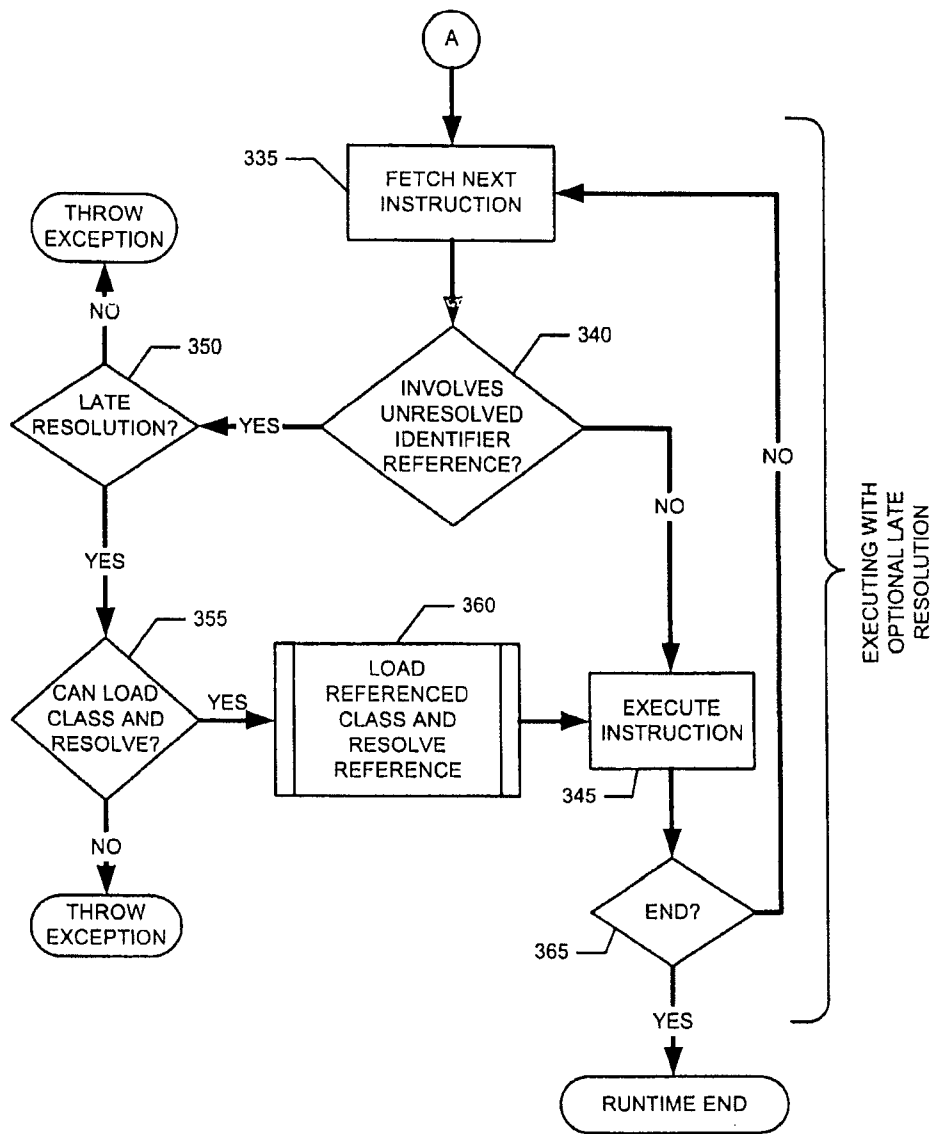 A
335
FETCH NEXT
INSTRUCTION
THROW
EXCEPTION
NO
350
LATE
RESOLUTION?
YES
340
INVOLVES
UNRESOLVED
IDENTIFIER
REFERENCE?
NO
NO
YES
355
CAN LOAD
CLASS AND
RESOLVE?
YES
360
LOAD
REFERENCED
CLASS AND
RESOLVE
REFERENCE
EXECUTE
INSTRUCTION
345
NO
THROW
EXCEPTION
END?
365
YES
RUNTIME END
EXECUTING WITH
OPTIONAL LATE
RESOLUTION